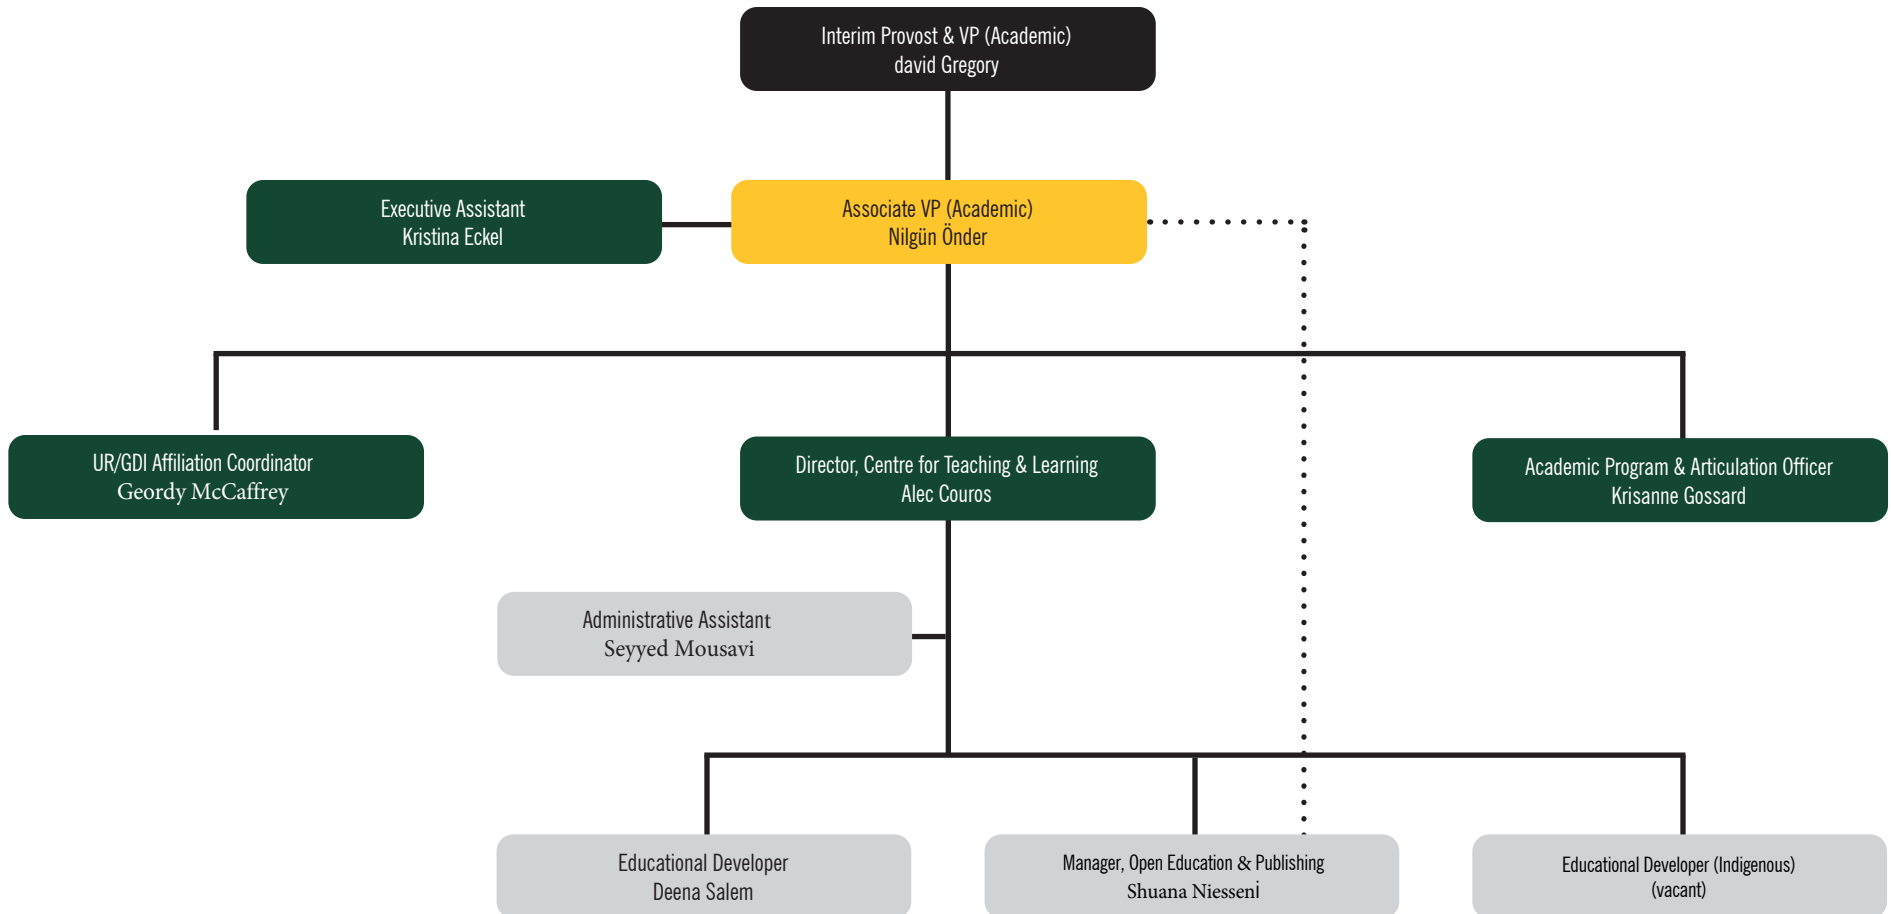 Interim Provost & VP (Academic)
david Gregory
Executive Assistant
Kristina Eckel
Associate VP (Academic)
Nilgün Önder
UR/GDI Affiliation Coordinator
Geordy McCaffrey
Director, Centre for Teaching & Learning
Alec Couros
Academic Program & Articulation Officer
Krisanne Gossard
Administrative Assistant
Seyyed Mousavi
Educational Developer
Deena Salem
Manager, Open Education & Publishing
Shuana Niesseni
Educational Developer (Indigenous)
(vacant)